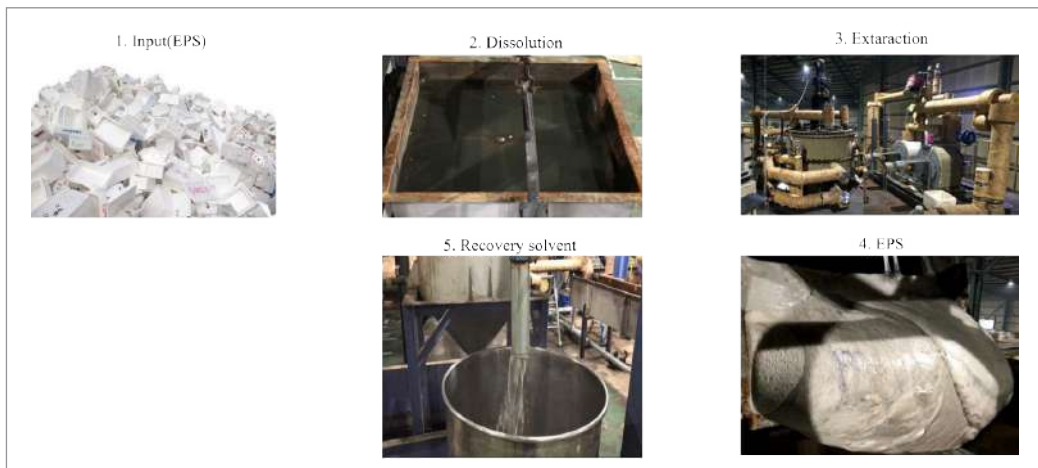 1. Input(EPS)
2. Dissolution
3. Extaraction
5. Recovery solvent
4. EPS